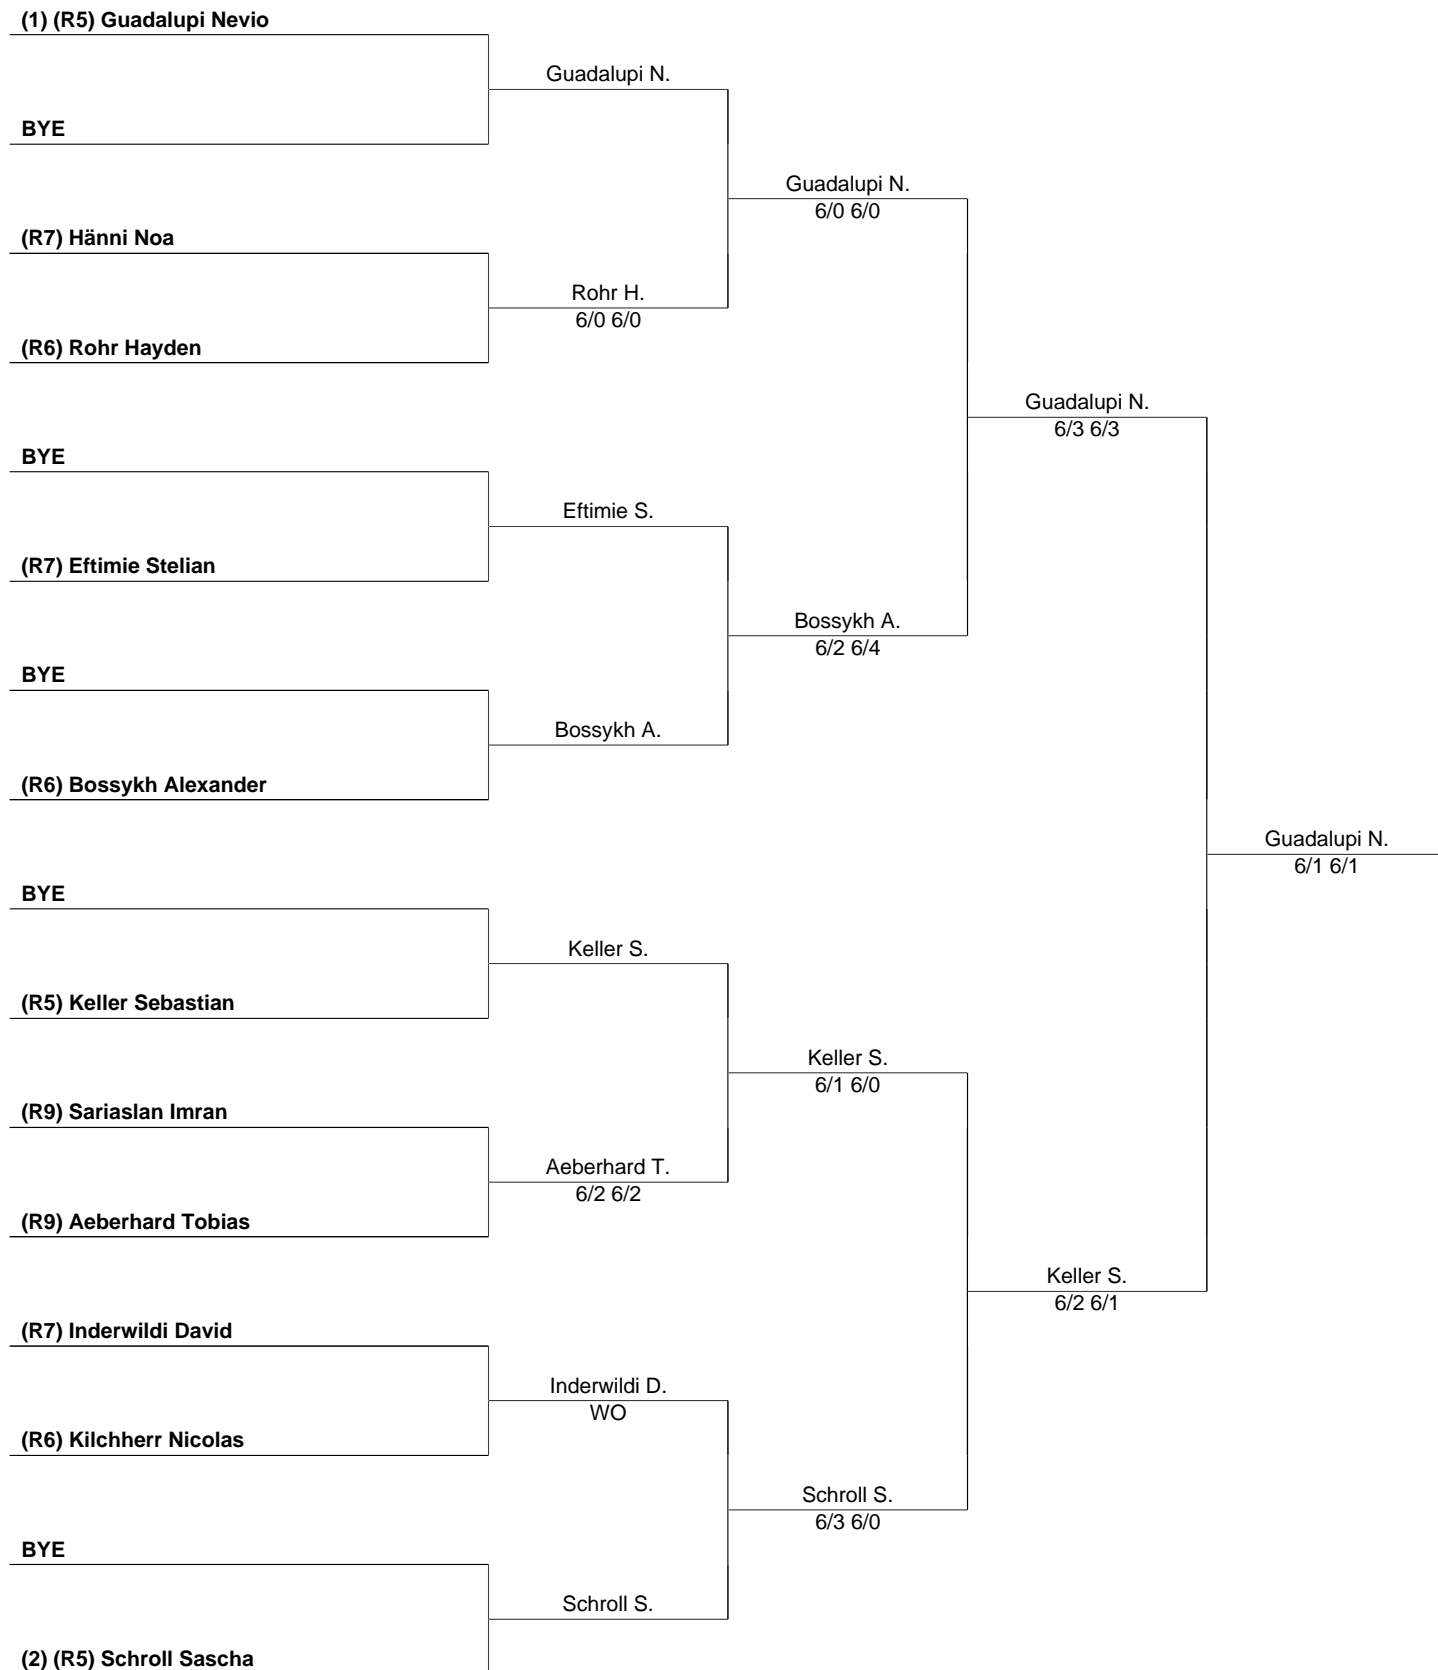 (1) (R5) Guadalupi Nevio
Guadalupi N.
BYE
Guadalupi N.
6/0 6/0
(R7) Hänni Noa
Rohr H.
6/0 6/0
(R6) Rohr Hayden
Guadalupi N.
6/3 6/3
BYE
Eftimie S.
(R7) Eftimie Stelian
Bossykh A.
6/2 6/4
BYE
Bossykh A.
(R6) Bossykh Alexander
Guadalupi N.
6/1 6/1
BYE
Keller S.
(R5) Keller Sebastian
Keller S.
6/1 6/0
(R9) Sariaslan Imran
Aeberhard T.
6/2 6/2
(R9) Aeberhard Tobias
Keller S.
6/2 6/1
(R7) Inderwildi David
Inderwildi D.
WO
(R6) Kilchherr Nicolas
Schroll S.
6/3 6/0
BYE
Schroll S.
(2) (R5) Schroll Sascha